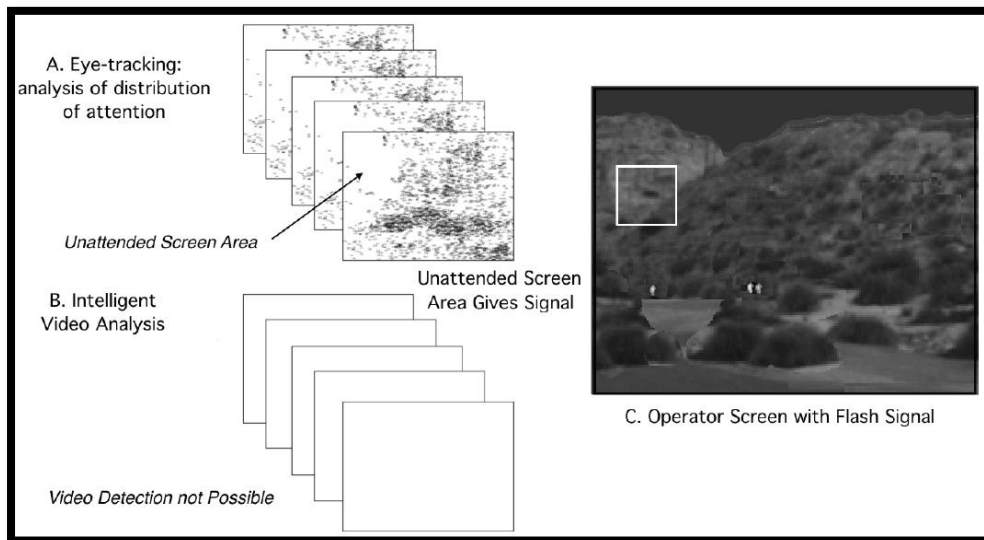 A. Eye-tracking:
analysis of distribution
of attention
Unattended Screen Area
Unattended Screen
Area Gives Signal
B. Intelligent
Video Analysis
Video Detection not Possible
C. Operator Screen with Flash Signal